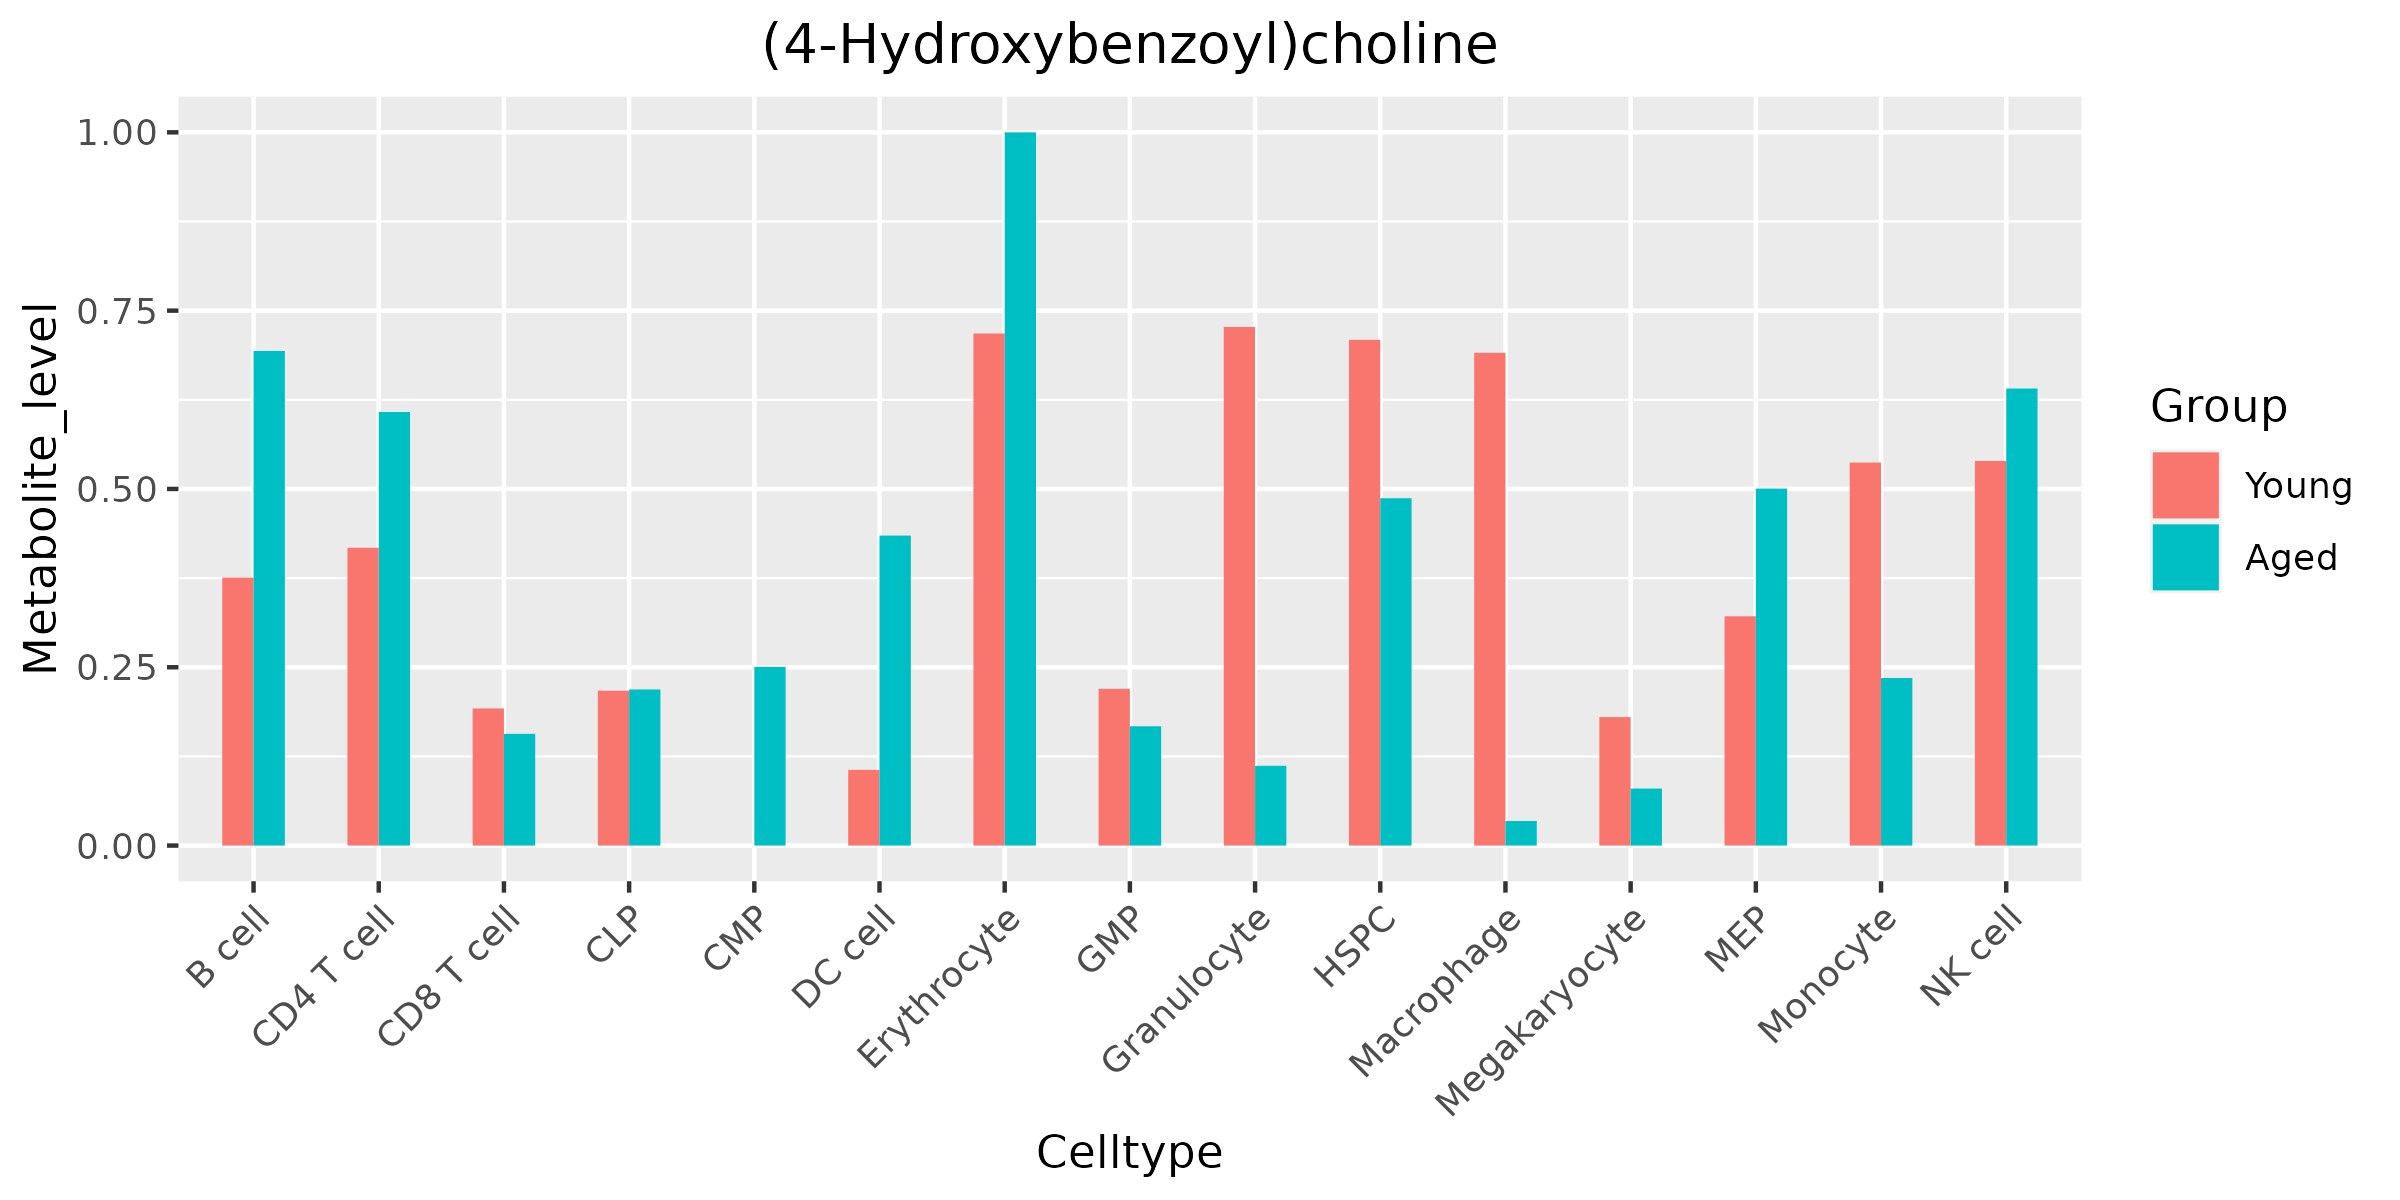 (4-Hydroxybenzoyl)choline
Metabolite_level
1.00
0.75
0.50
0.25
0.00
B cell
CD4 T cell
CD8 T cell
CLP
CMP
DC cell
Erythrocyte
GMP
Granulocyte
HSPC
Macrophage
Megakaryocyte
MEP
Monocyte
NK cell
Celltype
Group
Young
Aged